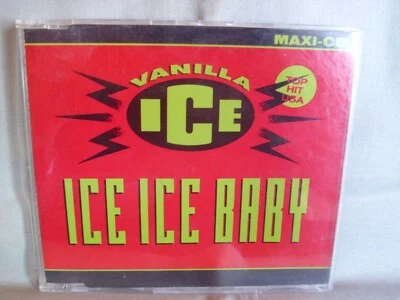 MAXI-CD
VANILLA
ICE
TOP
HIT
USA
ICE ICE BABY